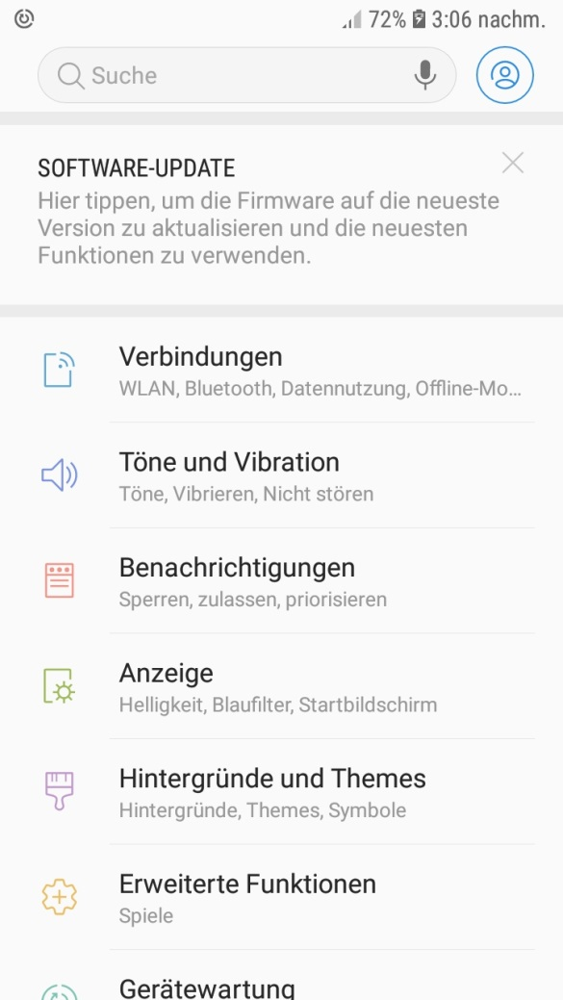 72% 3:06 nachm.
Suche
SOFTWARE-UPDATE
Hier tippen, um die Firmware auf die neueste
Version zu aktualisieren und die neuesten
Funktionen zu verwenden.
Verbindungen
WLAN, Bluetooth, Datennutzung, Offline-Mo...
Töne und Vibration
Töne, Vibrieren, Nicht stören
Benachrichtigungen
Sperren, zulassen, priorisieren
Anzeige
Helligkeit, Blaufilter, Startbildschirm
Hintergründe und Themes
Hintergründe, Themes, Symbole
Erweiterte Funktionen
Spiele
Gerätewartung